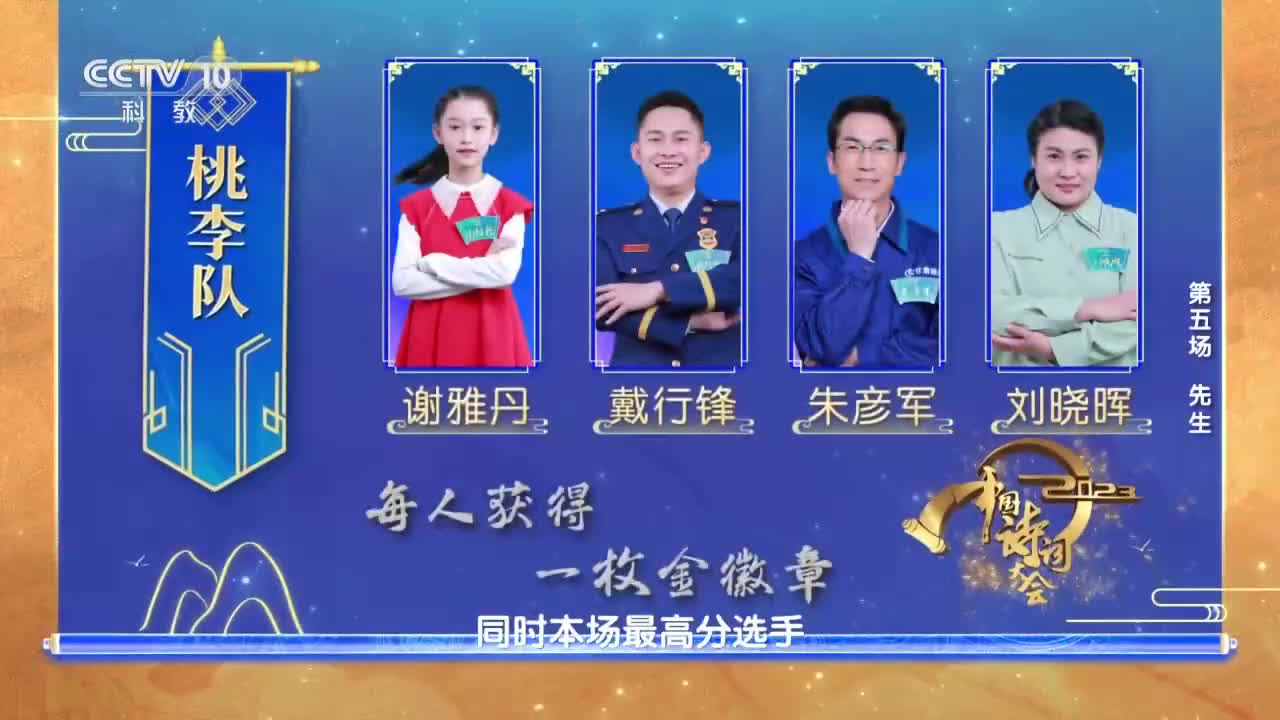 CCTV 10
科教
桃李队
谢雅丹
戴行锋
朱彦军
刘晓晖
第五场 先生
每人获得
一枚金徽章
2023
中国诗词大会
同时本场最高分选手